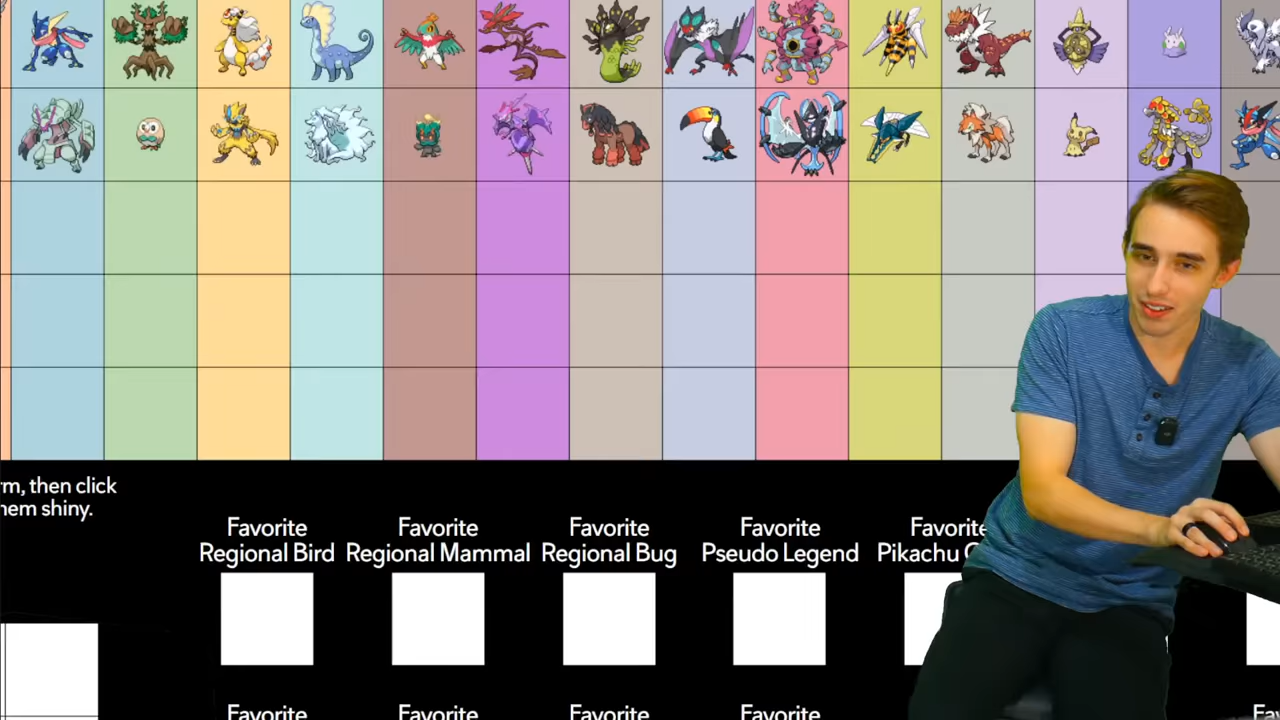 rm, then click
hem shiny.
Favorite
Regional Bird
Favorite
Regional Mammal
Favorite
Regional Bug
Favorite
Pseudo Legend
Favorite
Pikachu
Favorite
Favorite
Favorite
Favorite